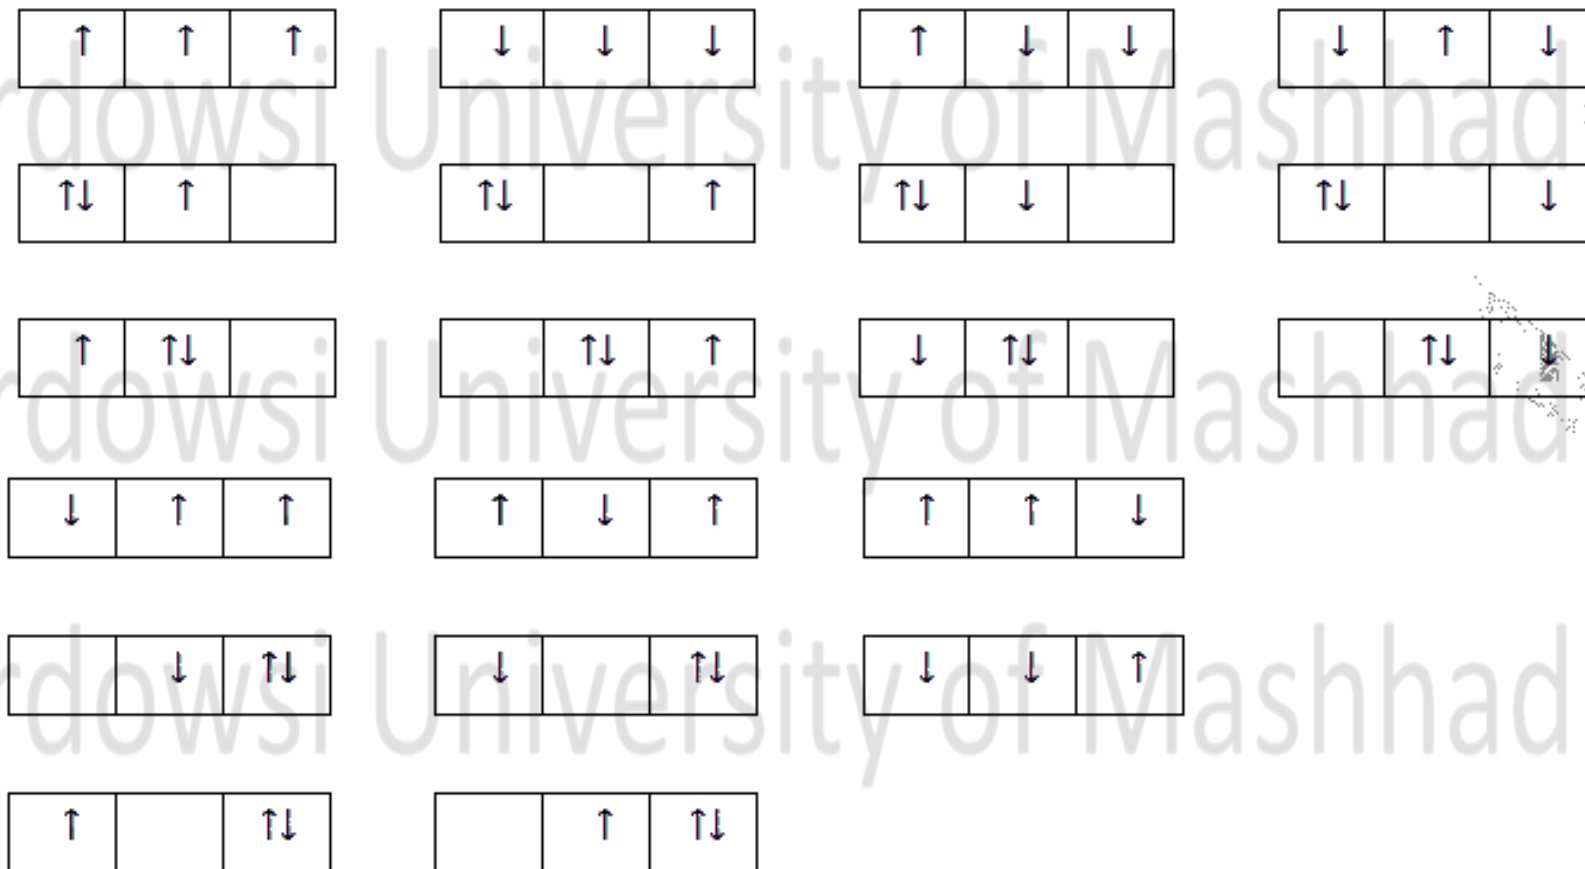 ↑ ↑ ↑ ↓ ↓ ↓ ↑ ↓ ↓ ↓ ↑ ↓
rdowsi University of Mashhad
↑↓ ↑ ↑↓ ↑ ↑↓ ↓ ↑↓ ↓
↑ ↑↓ ↑↓ ↑ ↓ ↑↓ ↑↓ ↓
rdowsi University of Mashhad
↓ ↑ ↑ ↑ ↓ ↑ ↑ ↑ ↓
↓ ↑↓ ↓ ↑↓ ↓ ↓ ↑
rdowsi University of Mashhad
↑ ↑↓ ↑ ↑↓